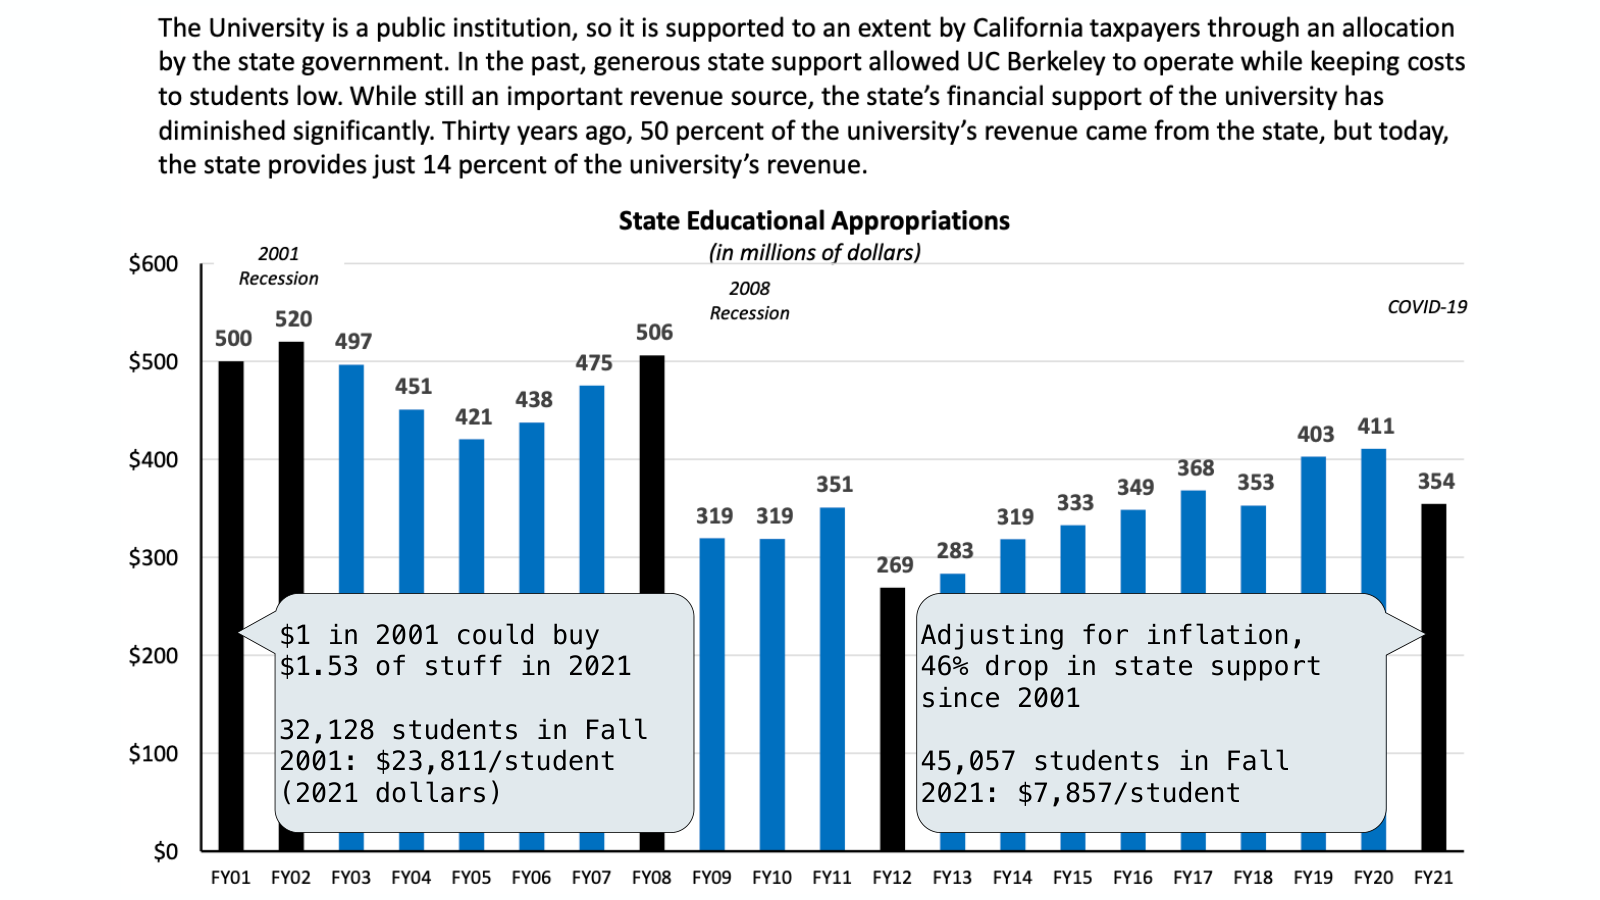 The University is a public institution, so it is supported to an extent by California taxpayers through an allocation
by the state government. In the past, generous state support allowed UC Berkeley to operate while keeping costs
to students low. While still an important revenue source, the state’s financial support of the university has
diminished significantly. Thirty years ago, 50 percent of the university’s revenue came from the state, but today,
the state provides just 14 percent of the university’s revenue.
State Educational Appropriations
(in millions of dollars)
2001
Recession
2008
Recession
COVID-19
$600
$500
$400
$300
$200
$100
$0
500
520
497
451
421
438
475
506
319
319
351
269
283
319
333
349
368
353
403
411
354
$1 in 2001 could buy
$1.53 of stuff in 2021
32,128 students in Fall
2001: $23,811/student
(2021 dollars)
Adjusting for inflation,
46% drop in state support
since 2001
45,057 students in Fall
2021: $7,857/student
FY01 FY02 FY03 FY04 FY05 FY06 FY07 FY08 FY09 FY10 FY11 FY12 FY13 FY14 FY15 FY16 FY17 FY18 FY19 FY20 FY21